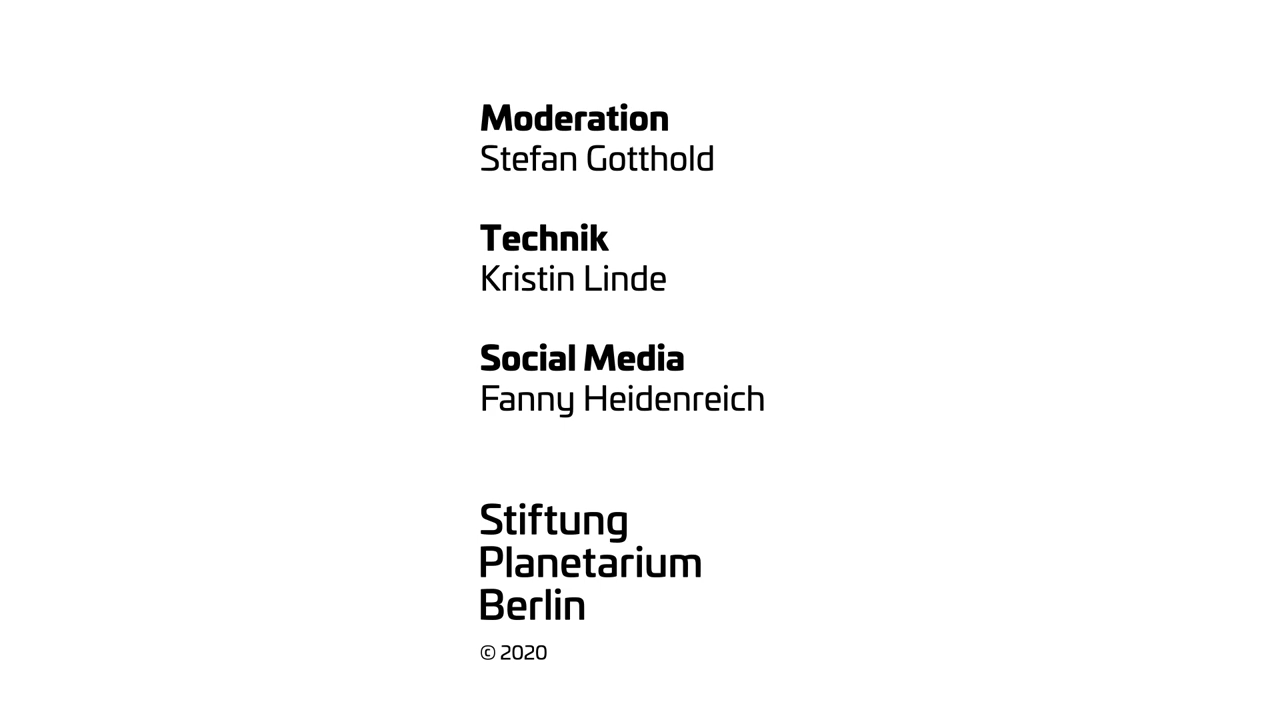 Moderation
Stefan Gotthold
Technik
Kristin Linde
Social Media
Fanny Heidenreich
Stiftung
Planetarium
Berlin
© 2020